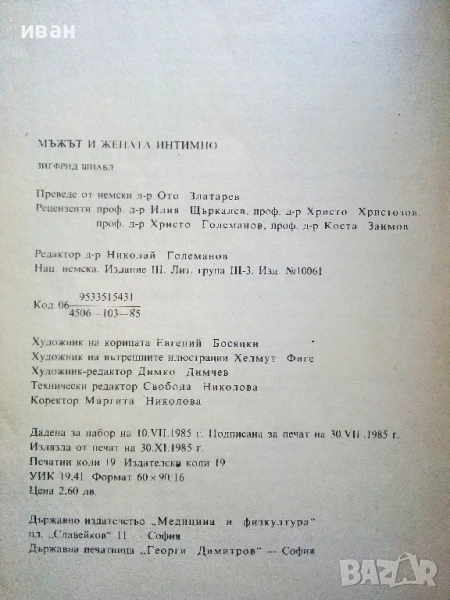 иван
МЪЖЪТ И ЖЕНАТА ИНТИМНО
ЗИГФРИД ШНАБЛ
Преведе от немски д-р Ото Златарев
Рецензенти проф. д-р Илия Щъркалев, проф. д-р Христо Христозов,
проф. д-р Христо Големанов, проф. д-р Коста Заимов
Редактор д-р Николай Големанов
Нац. немска. Издание III. Лит. група III-3. Изд. №10061
Код 06 9533515431
4506-103-85
Художник на корицата Евгений Босяцки
Художник на вътрешните илюстрации Хелмут Фиге
Художник-редактор Димко Димчев
Технически редактор Свобода Николова
Коректор Маргита Николова
Дадена за набор на 10.VII.1985 г. Подписана за печат на 30.VII.1985 г.
Излязла от печат на 30.XI.1985 г.
Печатни коли 19 Издателски коли 19
УИК 19,41 Формат 60×90/16
Цена 2,60 лв.
Държавно издателство „Медицина и физкултура"
пл. „Славейков" 11 — София
Държавна печатница „Георги Димитров" — София
BAZAR.BG